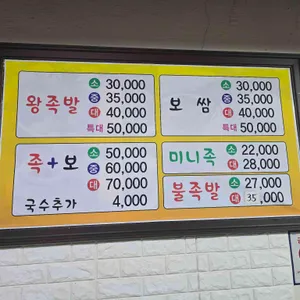 왕족발
소 30,000
중 35,000
대 40,000
특대 50,000
보쌈
소 30,000
중 35,000
대 40,000
특대 50,000
족+보
소 50,000
중 60,000
대 70,000
국수추가 4,000
미니족
소 22,000
대 28,000
불족발
소 27,000
대 35,000